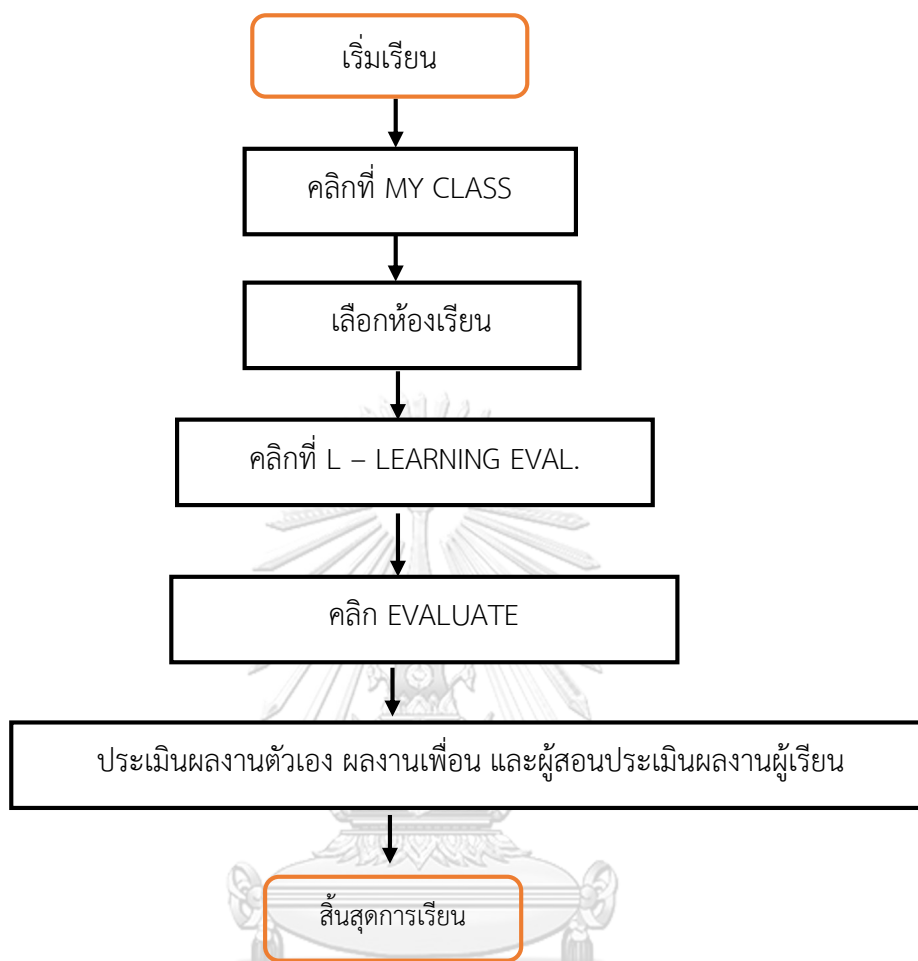 เริ่มเรียน
คลิกที่ MY CLASS
เลือกห้องเรียน
คลิกที่ L – LEARNING EVAL.
คลิก EVALUATE
ประเมินผลงานตัวเอง ผลงานเพื่อน และผู้สอนประเมินผลงานผู้เรียน
สิ้นสุดการเรียน